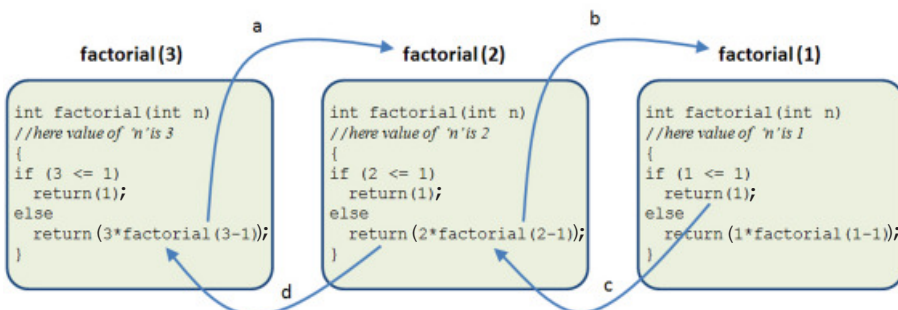 a
b
factorial(3)
factorial(2)
factorial(1)
int factorial(int n)
//here value of 'n' is 3
{
if (3 <= 1)
return(1);
else
return(3*factorial(3-1));
}
int factorial(int n)
//here value of 'n' is 2
{
if (2 <= 1)
return(1);
else
return(2*factorial(2-1));
}
int factorial(int n)
//here value of 'n' is 1
{
if (1 <= 1)
return(1);
else
return(1*factorial(1-1));
}
d
c